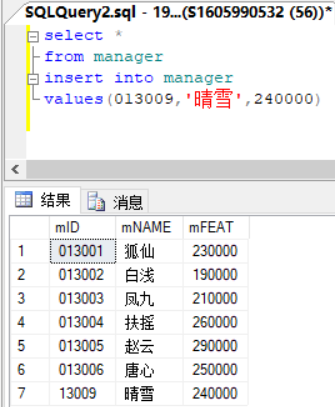 SQLQuery2.sql - 19...(S1605990532 (56))*
select *
from manager
insert into manager
values(013009,'晴雪',240000)
结果 消息
mID mNAME mFEAT
1 013001 狐仙 230000
2 013002 白浅 190000
3 013003 凤九 210000
4 013004 扶摇 260000
5 013005 赵云 290000
6 013006 唐心 250000
7 13009 晴雪 240000